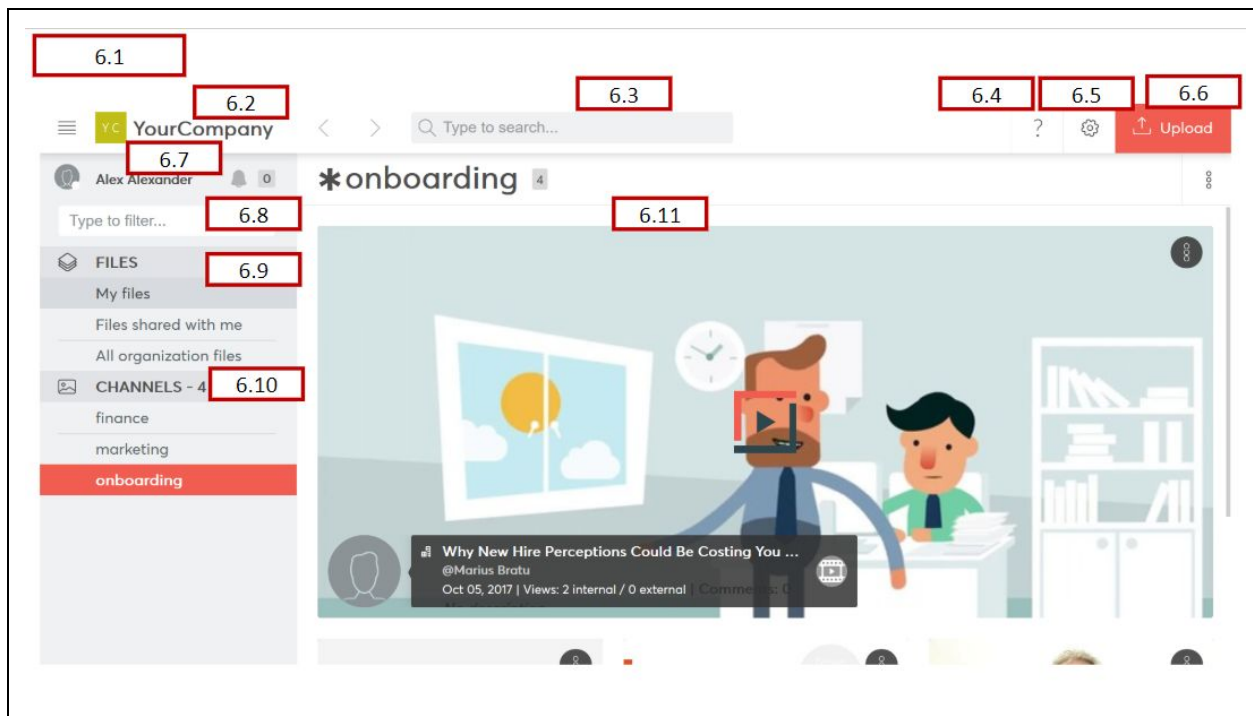 6.1
6.2
6.3
6.4
6.5
6.6
YC YourCompany
Type to search...
?
Upload
6.7
Alex Alexander
0
*onboarding 4
Type to filter...
6.8
6.11
FILES
6.9
My files
Files shared with me
All organization files
CHANNELS - 4
6.10
finance
marketing
onboarding
Why New Hire Perceptions Could Be Costing You ...
@Marius Bratu
Oct 05, 2017 | Views: 2 internal / 0 external | Comments: 0